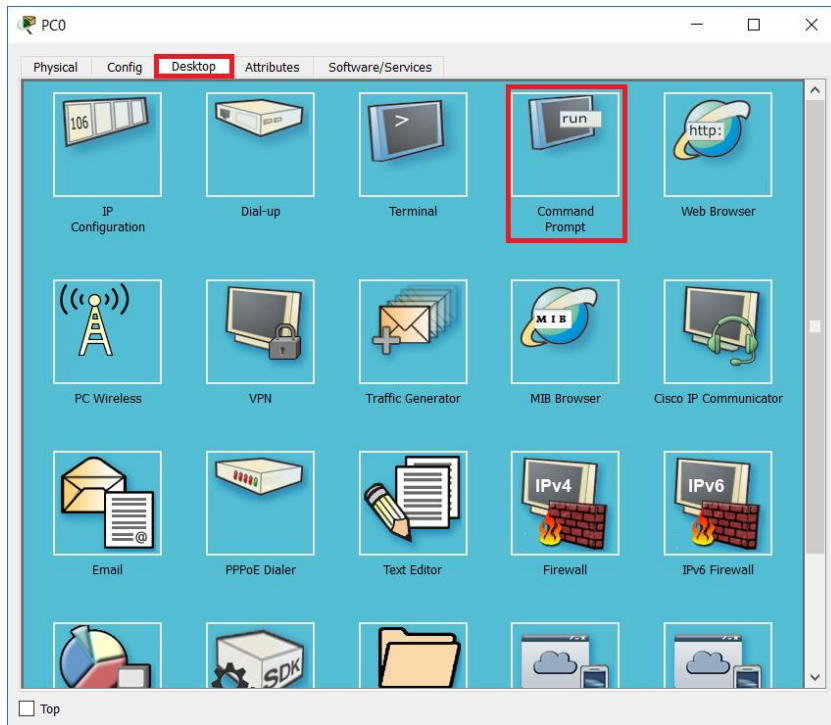 PC0
Physical Config Desktop Attributes Software/Services
106
>
run
http:
IP
Configuration
Dial-up
Terminal
Command
Prompt
Web Browser
MIB
PC Wireless
VPN
Traffic Generator
MIB Browser
Cisco IP Communicator
@
IPv4
IPv6
Email
PPPoE Dialer
Text Editor
Firewall
IPv6 Firewall
SDK
Top